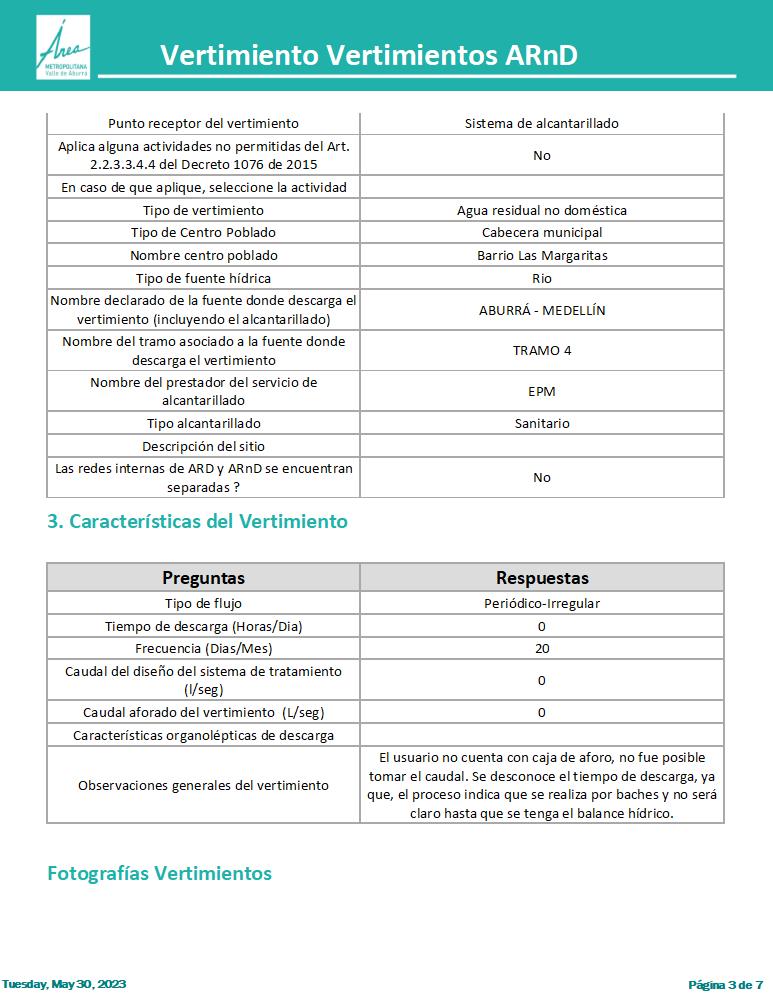 Área
METROPOLITANA
Valle de Aburrá
Vertimiento Vertimientos ARnD
Punto receptor del vertimiento
Sistema de alcantarillado
Aplica alguna actividades no permitidas del Art.
2.2.3.3.4.4 del Decreto 1076 de 2015
No
En caso de que aplique, seleccione la actividad
Tipo de vertimiento
Agua residual no doméstica
Tipo de Centro Poblado
Cabecera municipal
Nombre centro poblado
Barrio Las Margaritas
Tipo de fuente hídrica
Rio
Nombre declarado de la fuente donde descarga el
vertimiento (incluyendo el alcantarillado)
ABURRÁ - MEDELLÍN
Nombre del tramo asociado a la fuente donde
descarga el vertimiento
TRAMO 4
Nombre del prestador del servicio de
alcantarillado
EPM
Tipo alcantarillado
Sanitario
Descripción del sitio
Las redes internas de ARD y ARnD se encuentran
separadas ?
No
3. Características del Vertimiento
Preguntas
Respuestas
Tipo de flujo
Periódico-Irregular
Tiempo de descarga (Horas/Dia)
0
Frecuencia (Dias/Mes)
20
Caudal del diseño del sistema de tratamiento
(l/seg)
0
Caudal aforado del vertimiento (L/seg)
0
Características organolépticas de descarga
Observaciones generales del vertimiento
El usuario no cuenta con caja de aforo, no fue posible
tomar el caudal. Se desconoce el tiempo de descarga, ya
que, el proceso indica que se realiza por baches y no será
claro hasta que se tenga el balance hídrico.
Fotografías Vertimientos
Tuesday, May 30, 2023
Página 3 de 7